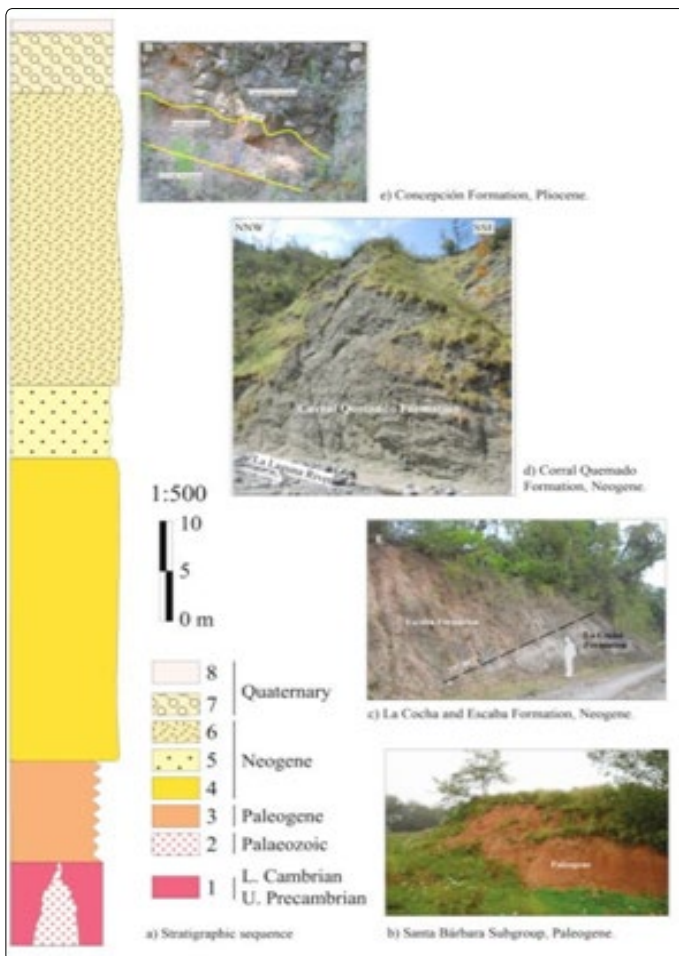 e) Concepción Formation, Pliocene.
NNW
SSE
Corral Quemado Formation
La Laguna River
d) Corral Quemado
Formation, Neogene.
1:500
10
5
0 m
Escaba Formation
La Cocha
Formation
c) La Cocha and Escaba Formation, Neogene.
8
7
Quaternary
6
5
4
Neogene
3
Paleogene
2
Palaeozoic
1
L. Cambrian
U. Precambrian
Paleogene
a) Stratigraphic sequence
b) Santa Bárbara Subgroup, Paleogene.